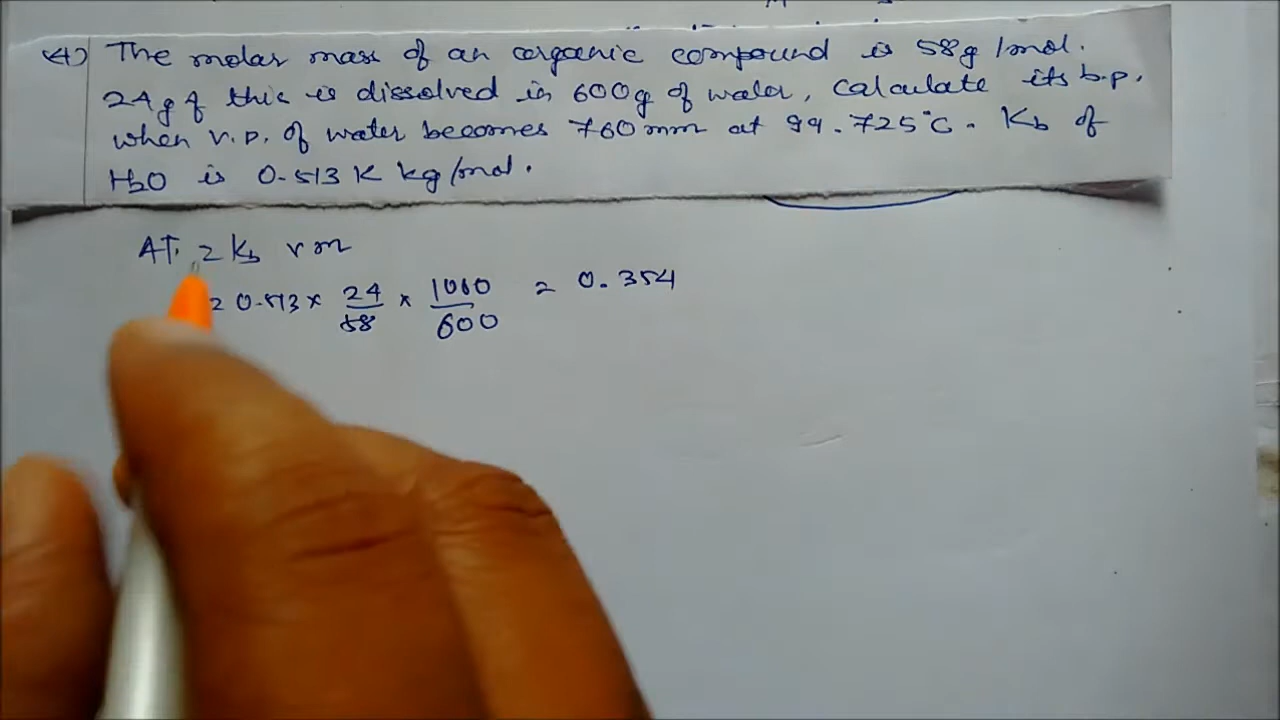 (4) The molar mass of an organic compound is 58g/mol.
24g of this is dissolved in 600g of water, calculate its b.p.
when v.p. of water becomes 760mm at 99.725°C. Kb of
H2O is 0.513 K kg/mol.
ΔTb = Kb × m
= 0.513 × 24/58 × 1000/600 = 0.354